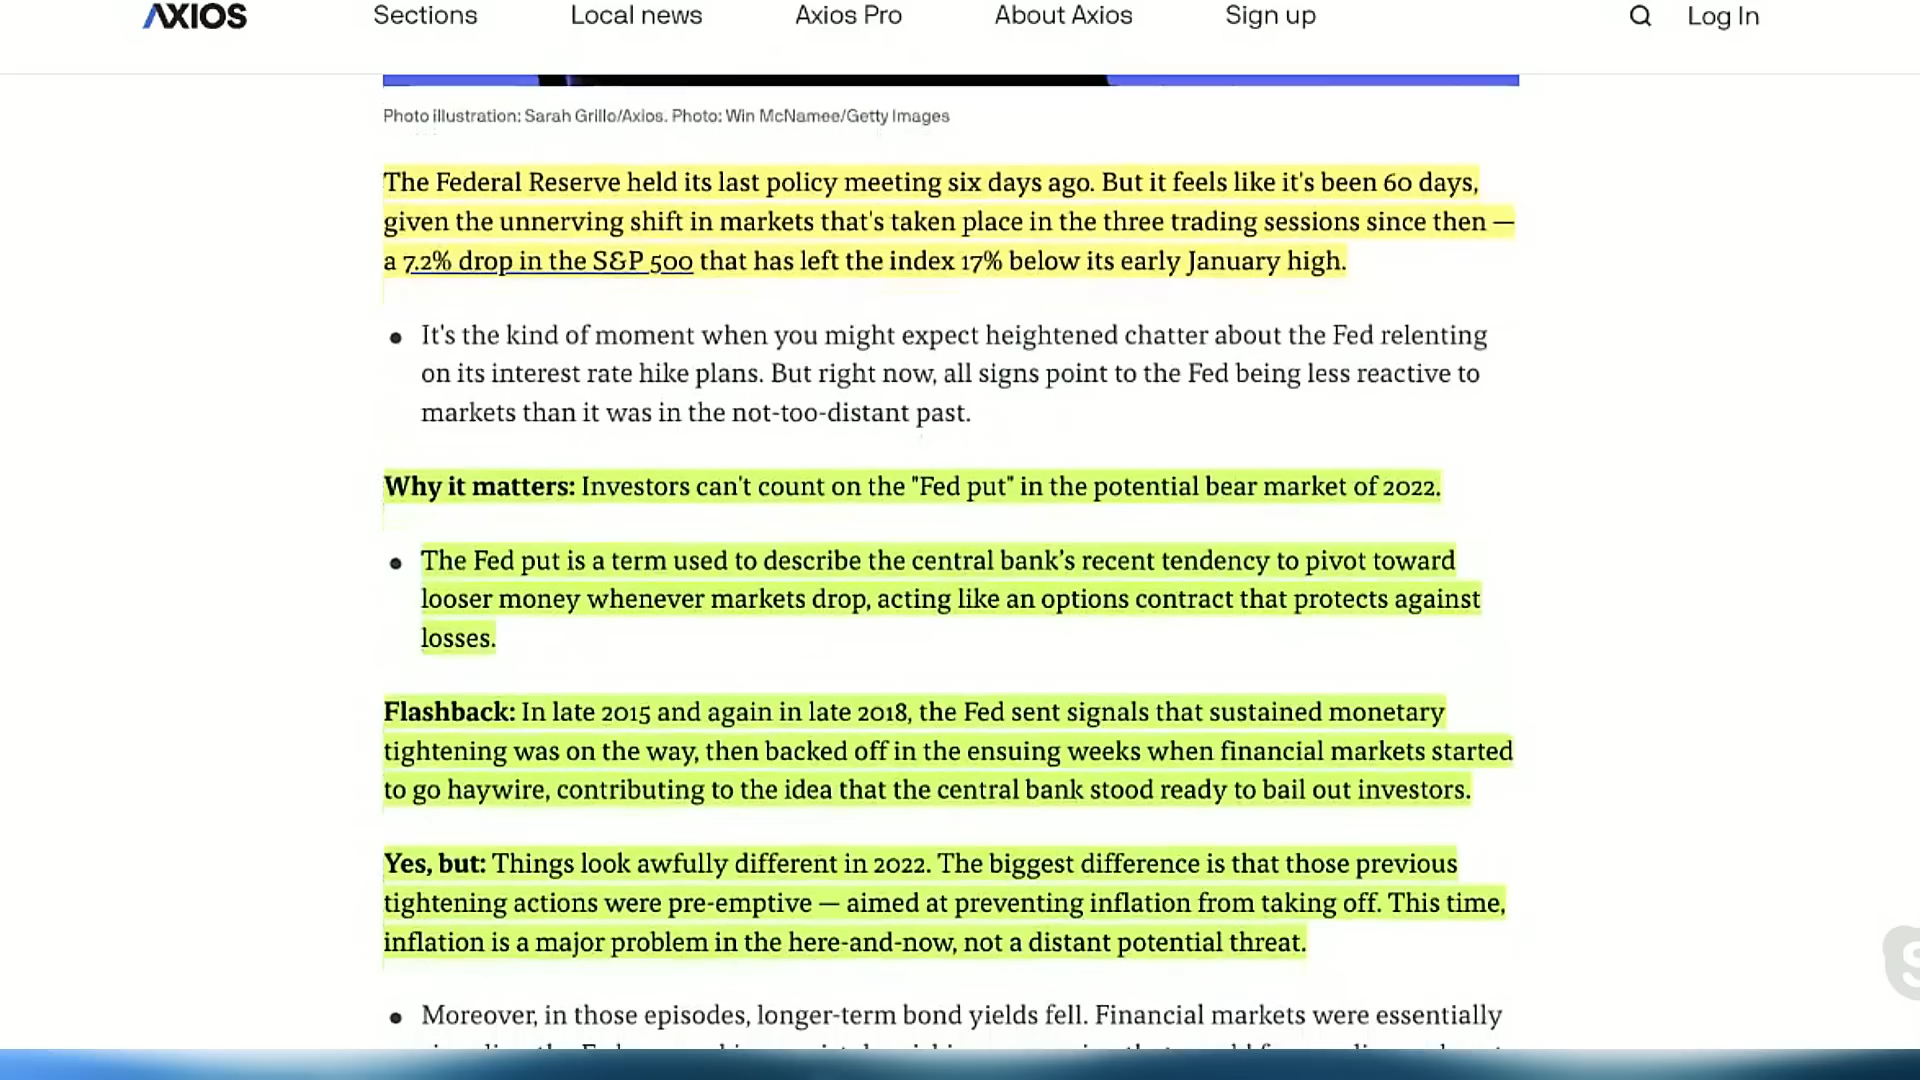 AXIOS Sections Local news Axios Pro About Axios Sign up Log In
Photo illustration: Sarah Grillo/Axios. Photo: Win McNamee/Getty Images
The Federal Reserve held its last policy meeting six days ago. But it feels like it's been 60 days,
given the unnerving shift in markets that's taken place in the three trading sessions since then —
a 7.2% drop in the S&P 500 that has left the index 17% below its early January high.
• It's the kind of moment when you might expect heightened chatter about the Fed relenting
on its interest rate hike plans. But right now, all signs point to the Fed being less reactive to
markets than it was in the not-too-distant past.
Why it matters: Investors can't count on the "Fed put" in the potential bear market of 2022.
• The Fed put is a term used to describe the central bank’s recent tendency to pivot toward
looser money whenever markets drop, acting like an options contract that protects against
losses.
Flashback: In late 2015 and again in late 2018, the Fed sent signals that sustained monetary
tightening was on the way, then backed off in the ensuing weeks when financial markets started
to go haywire, contributing to the idea that the central bank stood ready to bail out investors.
Yes, but: Things look awfully different in 2022. The biggest difference is that those previous
tightening actions were pre-emptive — aimed at preventing inflation from taking off. This time,
inflation is a major problem in the here-and-now, not a distant potential threat.
• Moreover, in those episodes, longer-term bond yields fell. Financial markets were essentially